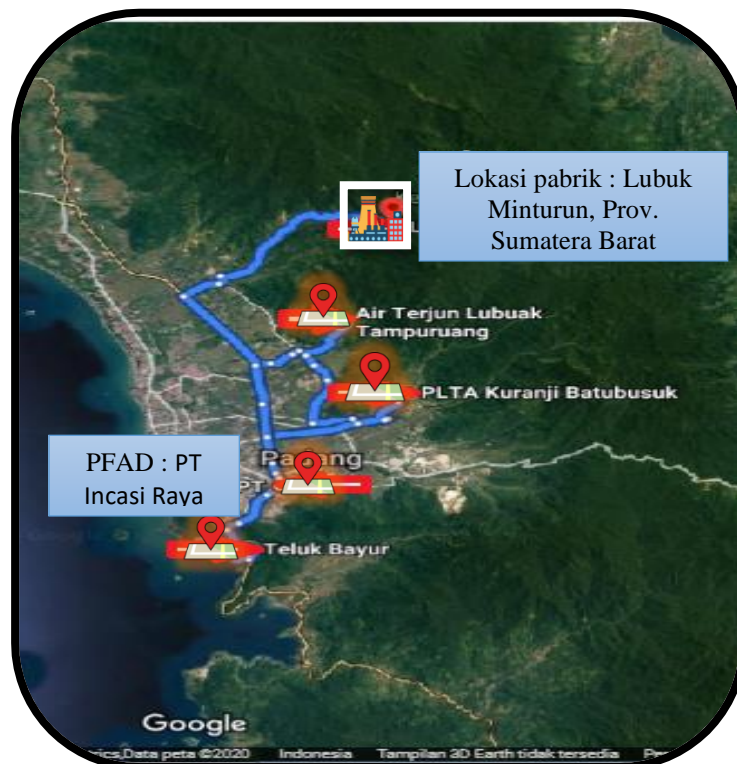 Lokasi pabrik : Lubuk
Minturun, Prov.
Sumatera Barat
Air Terjun Lubuak
Tampuruang
PLTA Kuranji Batubusuk
PFAD : PT
Incasi Raya
Padang
PT
Teluk Bayur
Google
Data peta ©2020 Indonesia Tampilan 3D Earth tidak tersedia